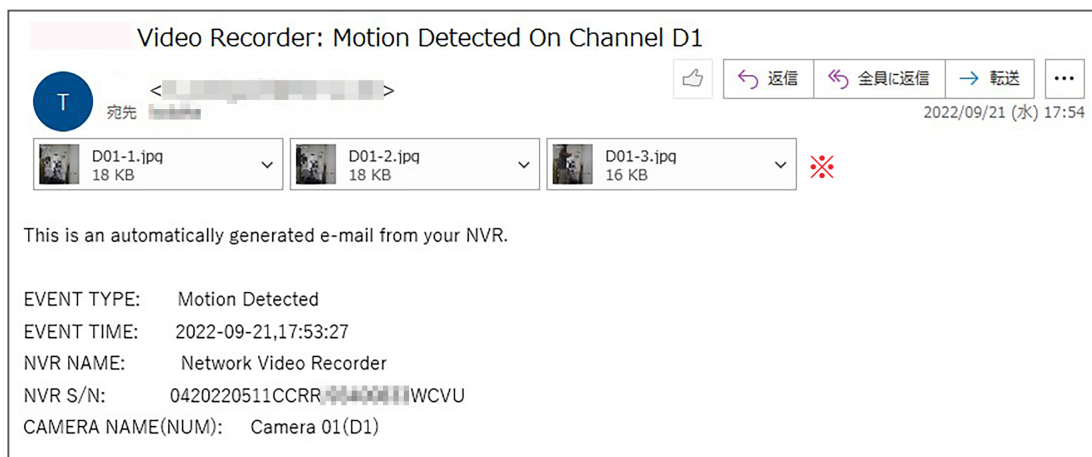 Video Recorder: Motion Detected On Channel D1
T
< >
返信
全員に返信
転送
...
宛先
2022/09/21 (水) 17:54
D01-1.jpg
18 KB
D01-2.jpg
18 KB
D01-3.jpg
16 KB
※
This is an automatically generated e-mail from your NVR.
EVENT TYPE: Motion Detected
EVENT TIME: 2022-09-21,17:53:27
NVR NAME: Network Video Recorder
NVR S/N: 0420220511CCRR WCVU
CAMERA NAME(NUM): Camera 01(D1)